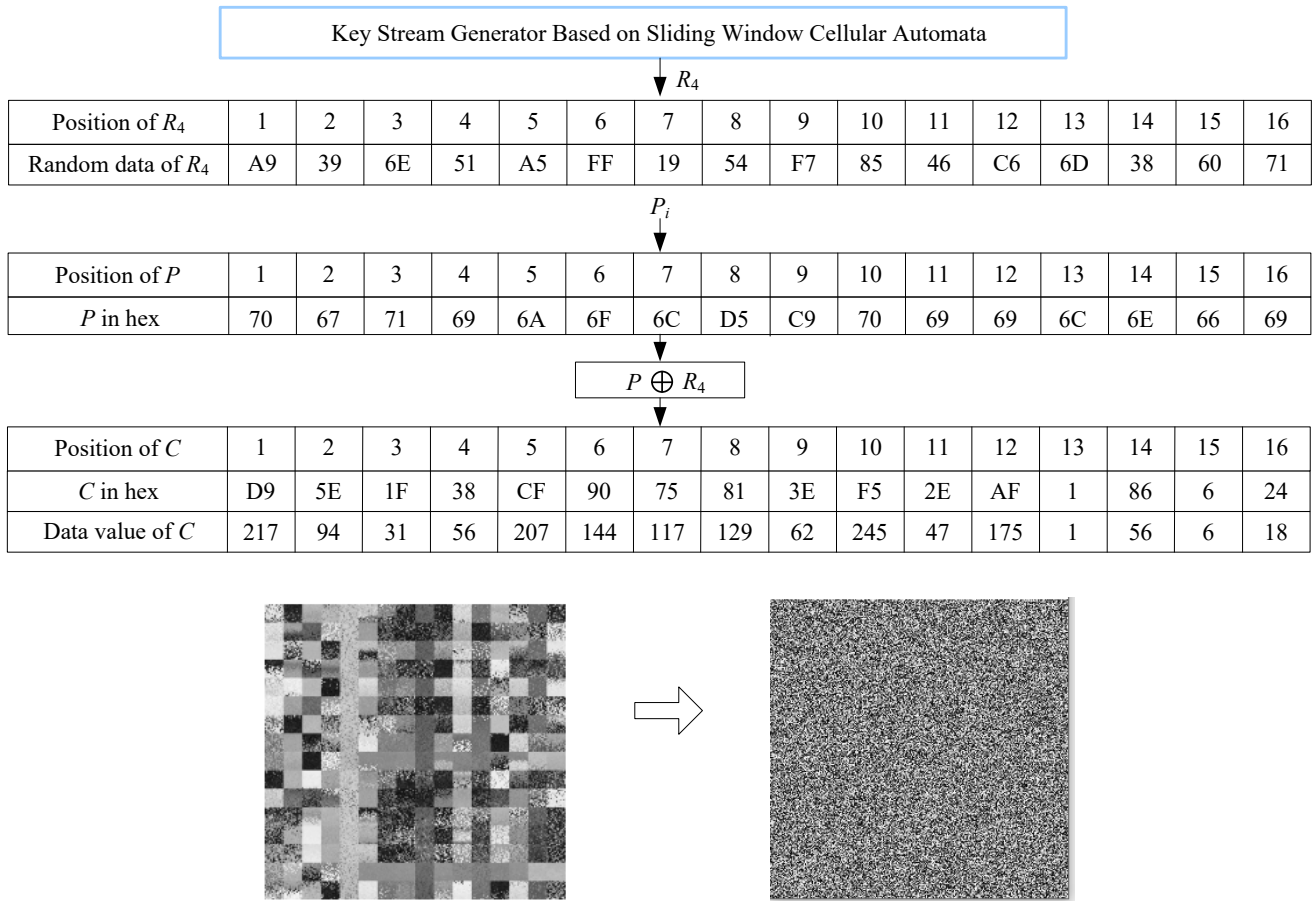 Key Stream Generator Based on Sliding Window Cellular Automata
R4
Position of R4 1 2 3 4 5 6 7 8 9 10 11 12 13 14 15 16
Random data of R4 A9 39 6E 51 A5 FF 19 54 F7 85 46 C6 6D 38 60 71
Pi
Position of P 1 2 3 4 5 6 7 8 9 10 11 12 13 14 15 16
P in hex 70 67 71 69 6A 6F 6C D5 C9 70 69 69 6C 6E 66 69
P ⊕ R4
Position of C 1 2 3 4 5 6 7 8 9 10 11 12 13 14 15 16
C in hex D9 5E 1F 38 CF 90 75 81 3E F5 2E AF 1 86 6 24
Data value of C 217 94 31 56 207 144 117 129 62 245 47 175 1 56 6 18